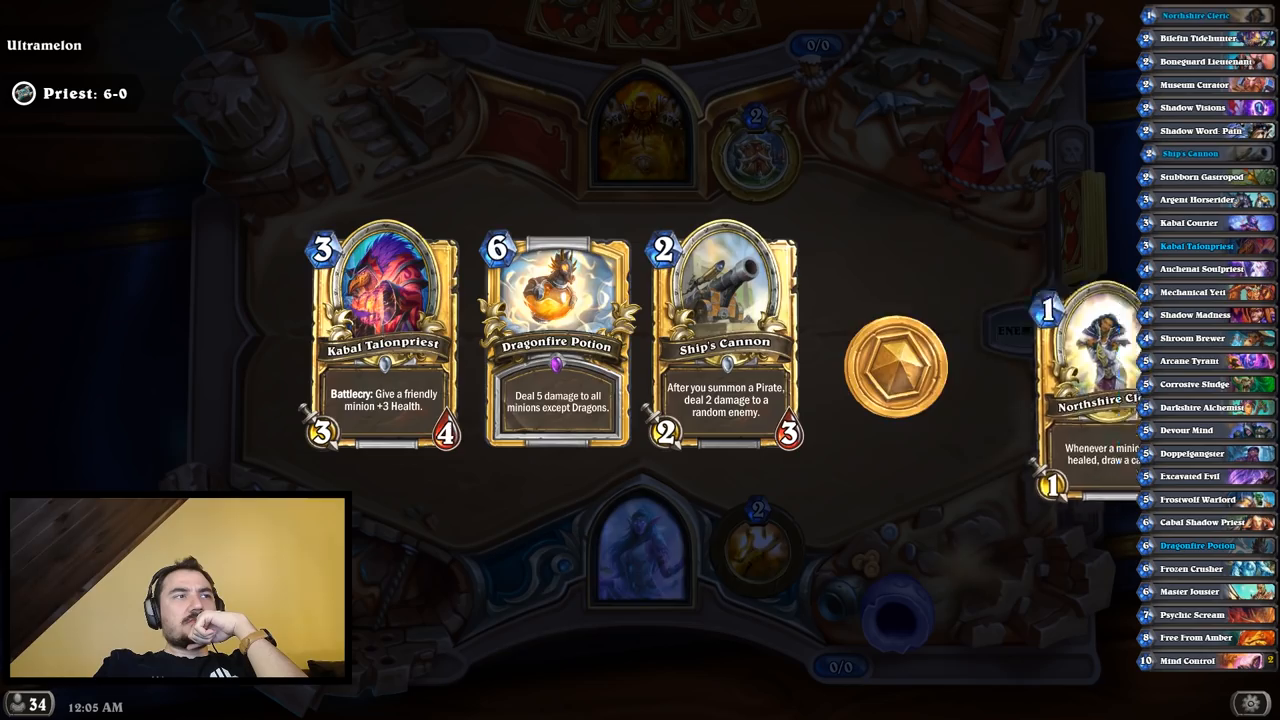 Ultramelon
Priest: 6-0
0/0
2
3
Kabal Talonpriest
Battlecry: Give a friendly
minion +3 Health.
3
4
6
Dragonfire Potion
Deal 5 damage to all
minions except Dragons.
2
Ship's Cannon
After you summon a Pirate,
deal 2 damage to a
random enemy.
2
3
1
Northshire Cl
Whenever a mini
healed, draw a ca
1
2
0/0
34
12:05 AM
1 Northshire Cleric
2 Bilefin Tidehunter
2 Boneguard Lieutenant
2 Museum Curator
2 Shadow Visions
2 Shadow Word: Pain
2 Ship's Cannon
2 Stubborn Gastropod
3 Argent Horserider
3 Kabal Courier
3 Kabal Talonpriest
4 Auchenai Soulpriest
4 Mechanical Yeti
4 Shadow Madness
4 Shroom Brewer
5 Arcane Tyrant
5 Corrosive Sludge
5 Darkshire Alchemist
5 Devour Mind
5 Doppelgangster
5 Excavated Evil
5 Frostwolf Warlord
6 Cabal Shadow Priest
6 Dragonfire Potion
6 Frozen Crusher
6 Master Jouster
7 Psychic Scream
8 Free From Amber
10 Mind Control 2